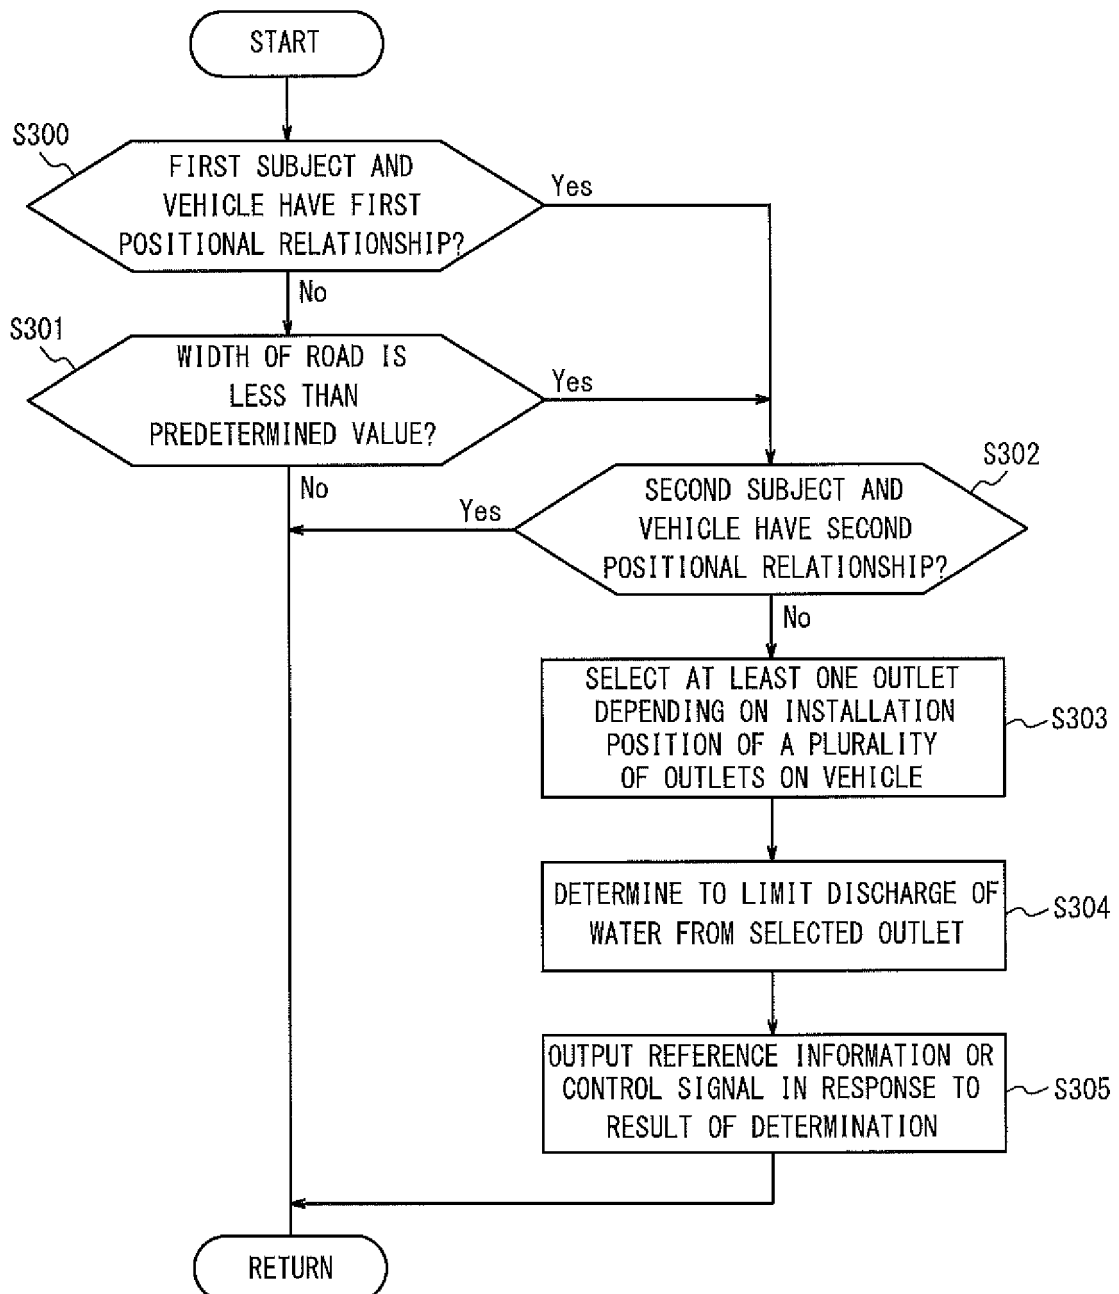 START
S300
FIRST SUBJECT AND
VEHICLE HAVE FIRST
POSITIONAL RELATIONSHIP?
Yes
No
S301
WIDTH OF ROAD IS
LESS THAN
PREDETERMINED VALUE?
Yes
No
S302
SECOND SUBJECT AND
VEHICLE HAVE SECOND
POSITIONAL RELATIONSHIP?
Yes
No
SELECT AT LEAST ONE OUTLET
DEPENDING ON INSTALLATION
POSITION OF A PLURALITY
OF OUTLETS ON VEHICLE
S303
DETERMINE TO LIMIT DISCHARGE OF
WATER FROM SELECTED OUTLET
S304
OUTPUT REFERENCE INFORMATION OR
CONTROL SIGNAL IN RESPONSE TO
RESULT OF DETERMINATION
S305
RETURN